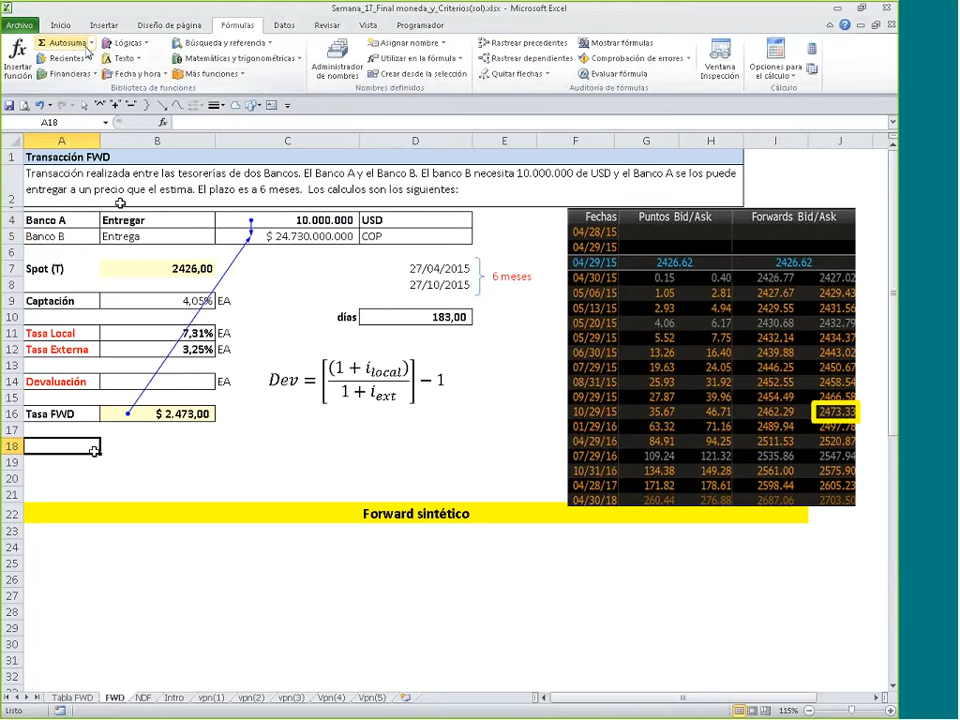 Semana_17_Final moneda_y_Criterios(sol).xlsx - Microsoft Excel
Archivo Inicio Insertar Diseño de página Fórmulas Datos Revisar Vista Programador
Insertar función
Σ Autosuma
Recientes
Financieras
Lógicas
Texto
Fecha y hora
Búsqueda y referencia
Matemáticas y trigonométricas
Más funciones
Biblioteca de funciones
Administrador de nombres
Asignar nombre
Utilizar en la fórmula
Crear desde la selección
Nombres definidos
Rastrear precedentes
Rastrear dependientes
Quitar flechas
Mostrar fórmulas
Comprobación de errores
Evaluar fórmula
Auditoría de fórmulas
Ventana Inspección
Opciones para el cálculo
Cálculo
A18 fx
A B C D E F G H I J
1 Transacción FWD
2 Transacción realizada entre las tesorerías de dos Bancos. El Banco A y el Banco B. El banco B necesita 10.000.000 de USD y el Banco A se los puede
entregar a un precio que el estima. El plazo es a 6 meses. Los calculos son los siguientes:
4 Banco A Entregar 10.000.000 USD
5 Banco B Entrega $ 24.730.000.000 COP
6
7 Spot (T) 2426,00 27/04/2015
8 27/10/2015
6 meses
9 Captación 4,05% EA
10 días 183,00
11 Tasa Local 7,31% EA
12 Tasa Externa 3,25% EA
13
14 Devaluación EA
Dev = [(1 + i_local) / 1 + i_ext] − 1
15
16 Tasa FWD $ 2.473,00
17
18
19
20
21
22 Forward sintético
23
24
25
26
27
28
29
30
31
32
Fechas Puntos Bid/Ask Forwards Bid/Ask
04/28/15
04/29/15
04/29/15 2426.62 2426.62
04/30/15 0.15 0.40 2426.77 2427.02
05/06/15 1.05 2.81 2427.67 2429.43
05/13/15 2.93 4.94 2429.55 2431.56
05/20/15 4.06 6.17 2430.68 2432.79
05/29/15 5.52 7.75 2432.14 2434.37
06/30/15 13.26 16.40 2439.88 2443.02
07/29/15 19.63 24.05 2446.25 2450.67
08/31/15 25.93 31.92 2452.55 2458.54
09/29/15 27.87 39.96 2454.49 2466.58
10/29/15 35.67 46.71 2462.29 2473.33
01/29/16 63.32 71.16 2489.94 2497.78
04/29/16 84.91 94.25 2511.53 2520.87
07/29/16 109.24 121.32 2535.86 2547.94
10/31/16 134.38 149.28 2561.00 2575.90
04/28/17 171.82 178.61 2598.44 2605.23
04/30/18 260.44 276.88 2687.06 2703.50
Tabla FWD FWD NDF Intro vpn(1) vpn(2) vpn(3) Vpn(4) Vpn(5)
Listo 115%